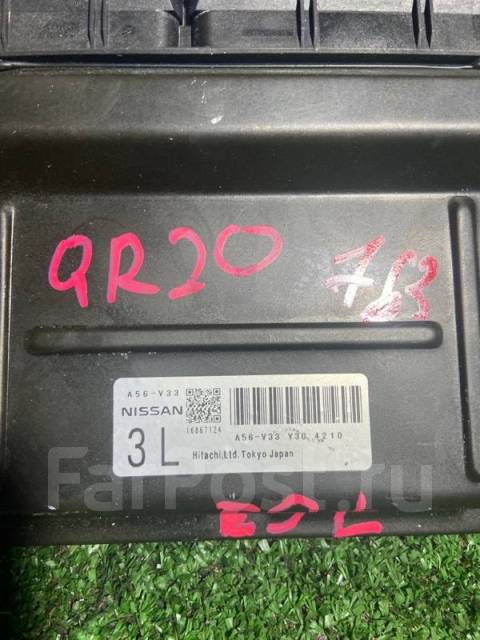 QR20
A56-V33
NISSAN
16867124
A56-V33 Y30 4210
3L
Hitachi,Ltd.Tokyo Japan
FarPost.ru